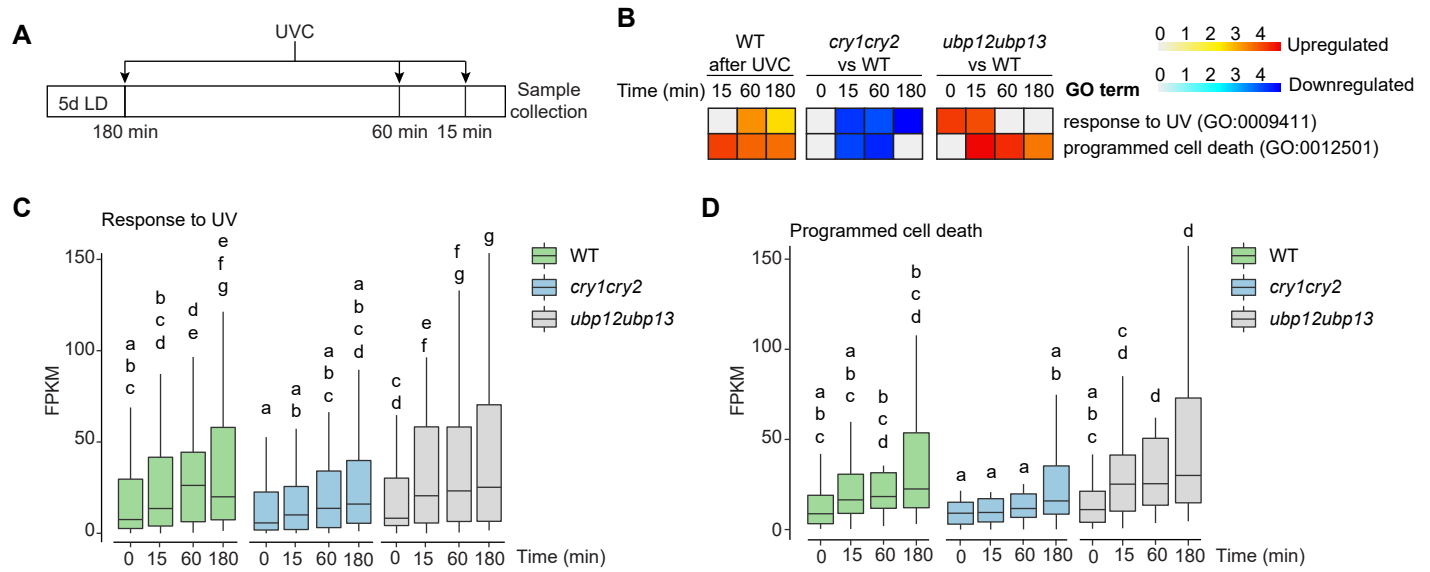 A
UVC
5d LD
Sample
collection
180 min
60 min
15 min
B
WT
after UVC
cry1cry2
vs WT
ubp12ubp13
vs WT
Time (min)
15 60 180
0 15 60 180
0 15 60 180
GO term
0 1 2 3 4
Upregulated
0 1 2 3 4
Downregulated
response to UV (GO:0009411)
programmed cell death (GO:0012501)
C
Response to UV
FPKM
150
100
50
0
a
b
c
b
c
d
d
e
e
f
g
a
a
b
a
b
c
a
b
c
d
c
d
e
f
f
g
g
0 15 60 180
0 15 60 180
0 15 60 180
Time (min)
WT
cry1cry2
ubp12ubp13
D
Programmed cell death
FPKM
150
100
50
0
a
b
c
a
b
c
b
c
d
b
c
d
a
a
a
a
b
a
b
c
c
d
d
d
0 15 60 180
0 15 60 180
0 15 60 180
Time (min)
WT
cry1cry2
ubp12ubp13